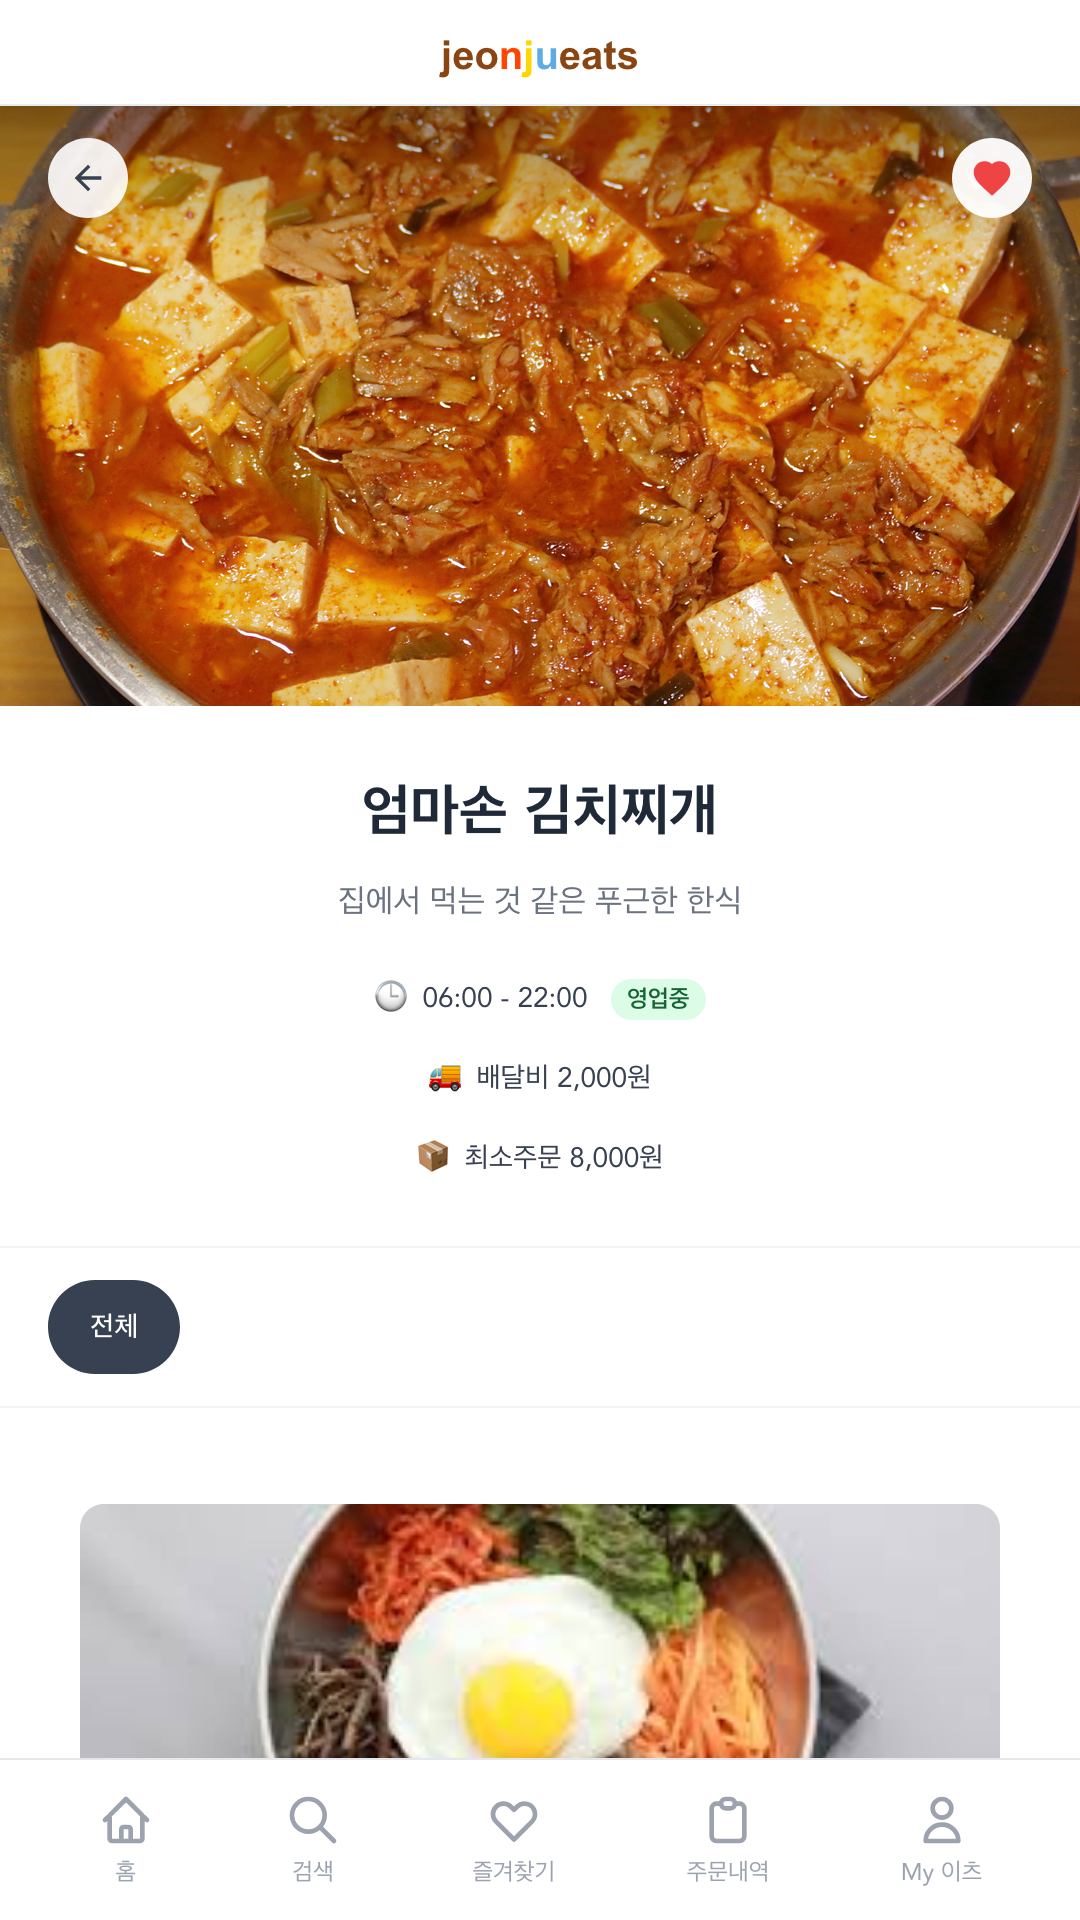 jeonjueats
엄마손 김치찌개
집에서 먹는 것 같은 푸근한 한식
06:00 - 22:00 영업중
배달비 2,000원
최소주문 8,000원
전체
홈 검색 즐겨찾기 주문내역 My 이츠